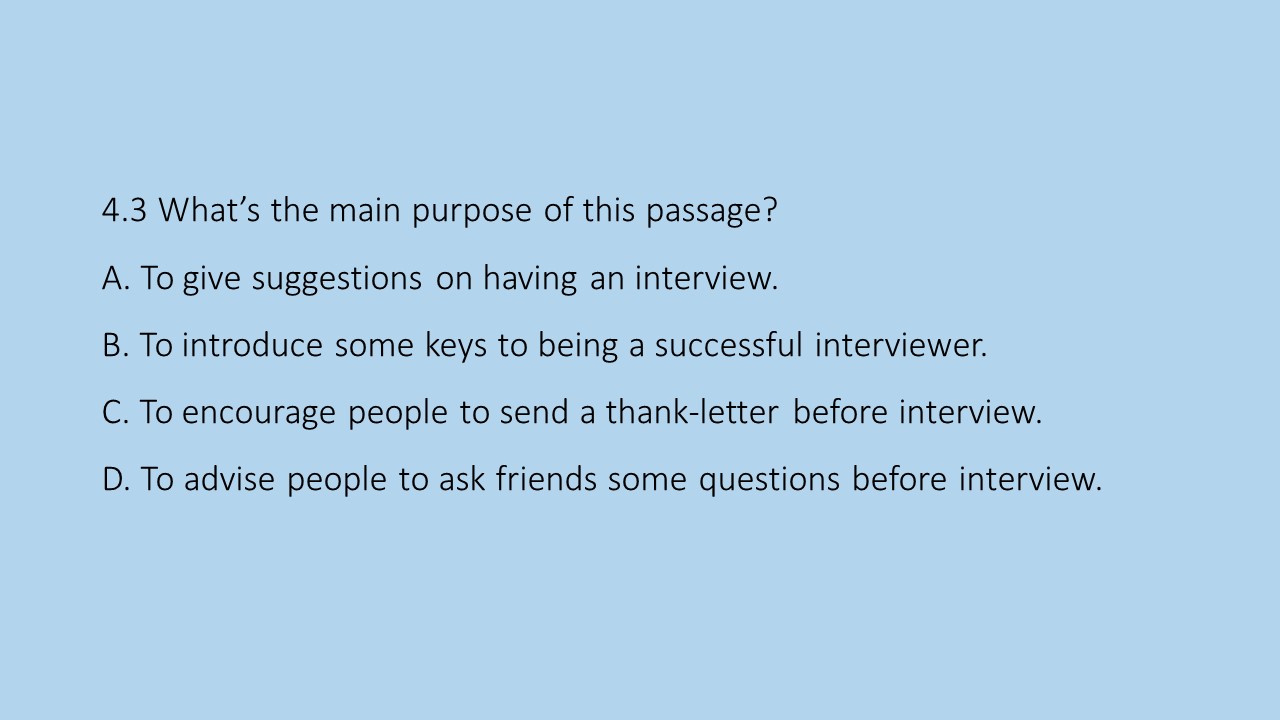 4.3 What’s the main purpose of this passage?
A. To give suggestions on having an interview.
B. To introduce some keys to being a successful interviewer.
C. To encourage people to send a thank-letter before interview.
D. To advise people to ask friends some questions before interview.